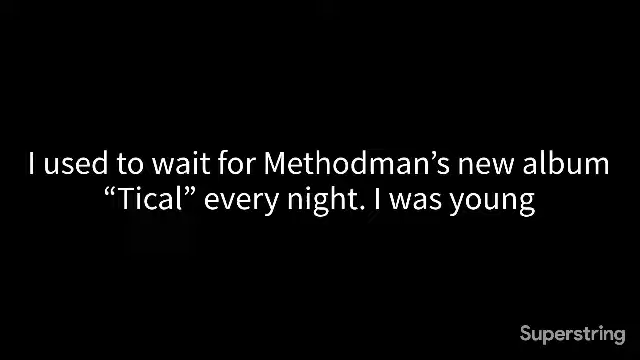 I used to wait for Methodman’s new album
“Tical” every night. I was young
Superstring